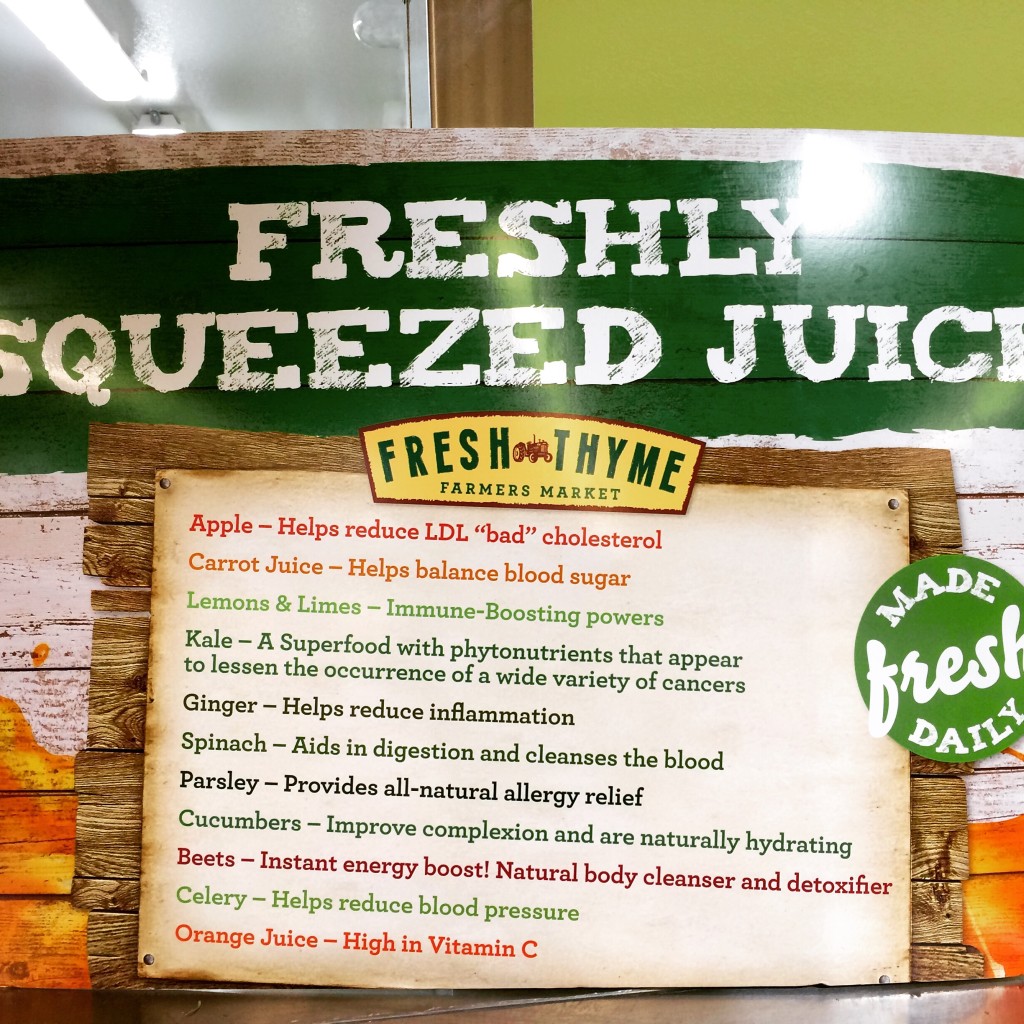 FRESHLY
SQUEEZED JUICE
FRESH THYME
FARMERS MARKET
Apple – Helps reduce LDL “bad” cholesterol
Carrot Juice – Helps balance blood sugar
Lemons & Limes – Immune-Boosting powers
Kale – A Superfood with phytonutrients that appear
to lessen the occurrence of a wide variety of cancers
Ginger – Helps reduce inflammation
Spinach – Aids in digestion and cleanses the blood
Parsley – Provides all-natural allergy relief
Cucumbers – Improve complexion and are naturally hydrating
Beets – Instant energy boost! Natural body cleanser and detoxifier
Celery – Helps reduce blood pressure
Orange Juice – High in Vitamin C
MADE
fresh
DAILY